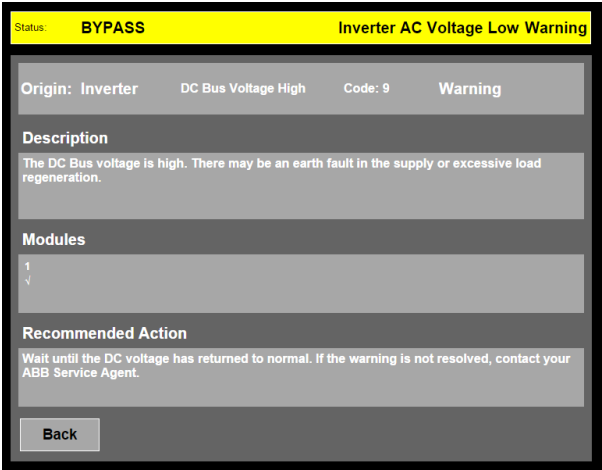 Status: BYPASS Inverter AC Voltage Low Warning
Origin: Inverter DC Bus Voltage High Code: 9 Warning
Description
The DC Bus voltage is high. There may be an earth fault in the supply or excessive load
regeneration.
Modules
1
√
Recommended Action
Wait until the DC voltage has returned to normal. If the warning is not resolved, contact your
ABB Service Agent.
Back